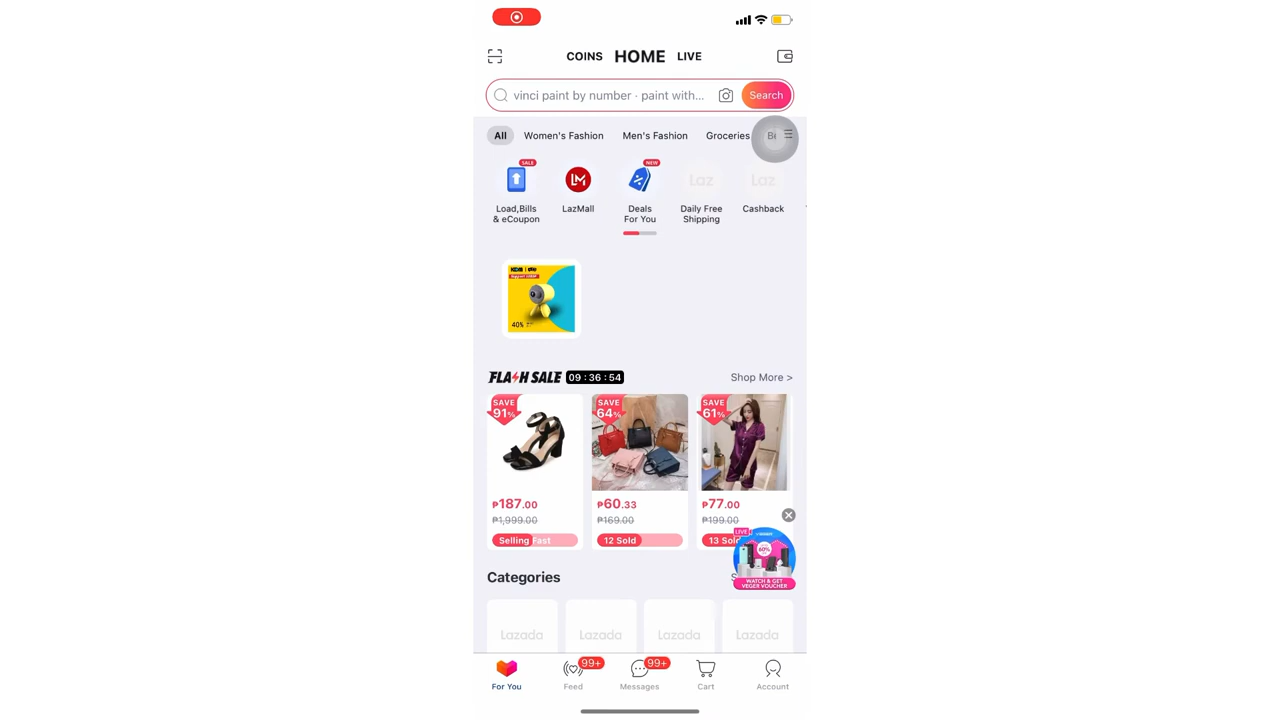 COINS HOME LIVE
vinci paint by number · paint with... Search
All Women's Fashion Men's Fashion Groceries
SALE NEW
Laz Laz
Load,Bills & eCoupon
LazMall
Deals For You
Daily Free Shipping
Cashback
40%
FLASH SALE 09 : 36 : 54 Shop More >
SAVE 91% SAVE 64% SAVE 61%
₱187.00 ₱60.33 ₱77.00
₱1,999.00 ₱169.00 ₱199.00
Selling Fast 12 Sold 13 Sold
LIVE
60%
WATCH & GET
VEGER VOUCHER
Categories
Lazada Lazada Lazada Lazada
99+ 99+
For You Feed Messages Cart Account